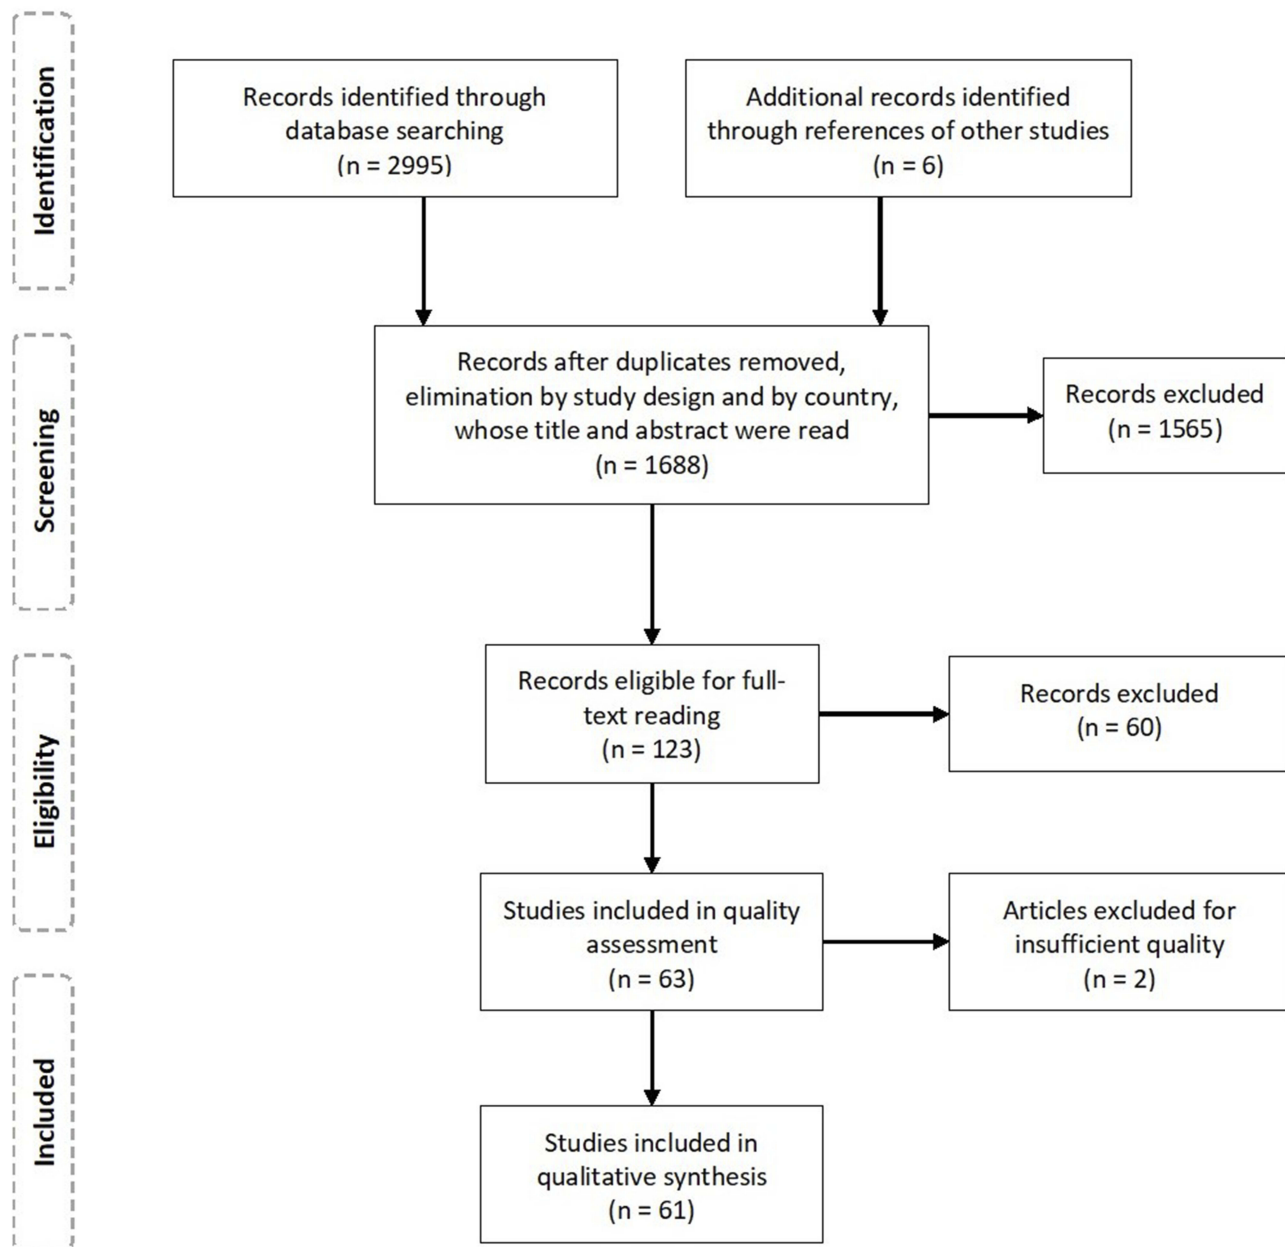 Identification
Records identified through
database searching
(n = 2995)
Additional records identified
through references of other studies
(n = 6)
Screening
Records after duplicates removed,
elimination by study design and by country,
whose title and abstract were read
(n = 1688)
Records excluded
(n = 1565)
Eligibility
Records eligible for full-
text reading
(n = 123)
Records excluded
(n = 60)
Studies included in quality
assessment
(n = 63)
Articles excluded for
insufficient quality
(n = 2)
Included
Studies included in
qualitative synthesis
(n = 61)